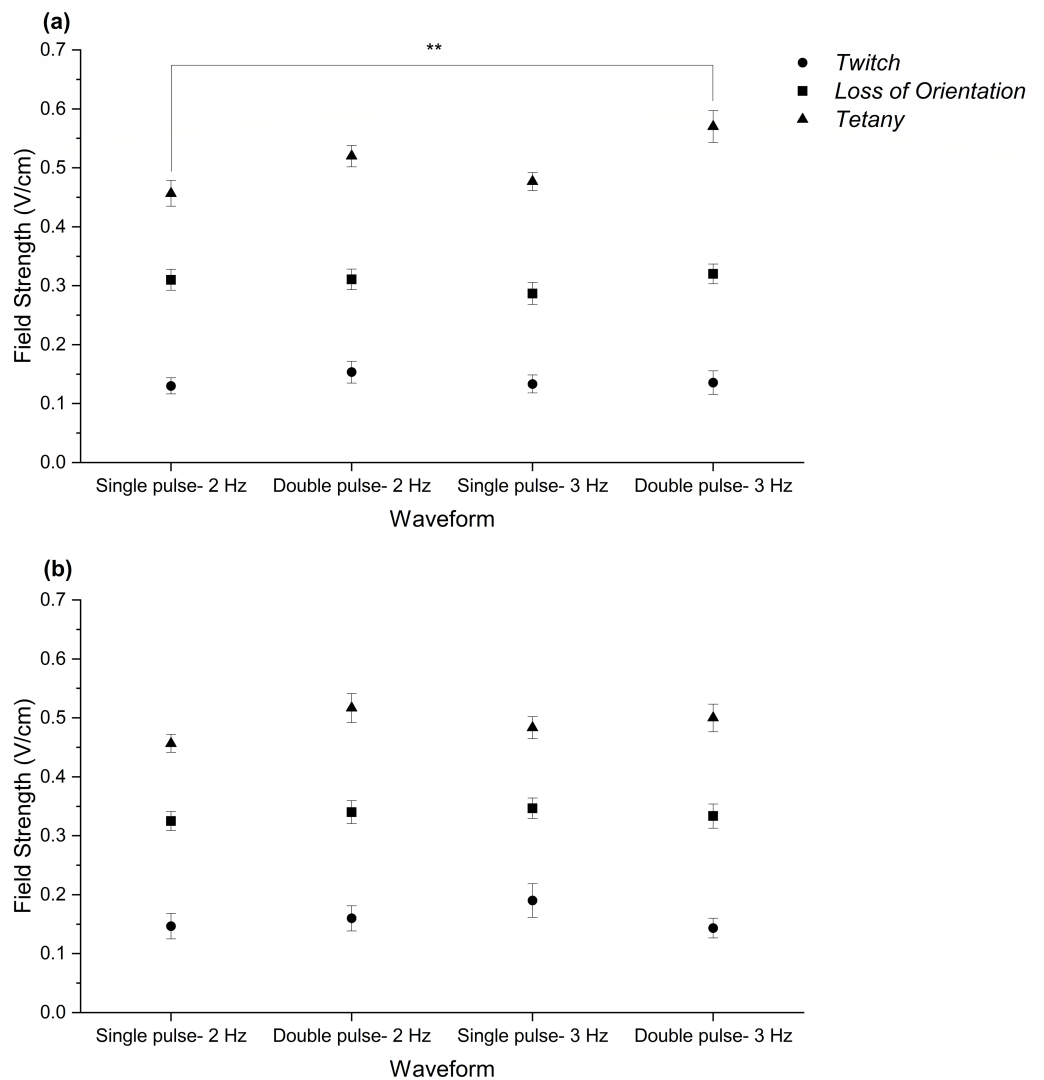 (a)
**
0.7
0.6
0.5
0.4
0.3
0.2
0.1
0.0
Field Strength (V/cm)
Single pulse- 2 Hz Double pulse- 2 Hz Single pulse- 3 Hz Double pulse- 3 Hz
Waveform
Twitch
Loss of Orientation
Tetany
(b)
0.7
0.6
0.5
0.4
0.3
0.2
0.1
0.0
Field Strength (V/cm)
Single pulse- 2 Hz Double pulse- 2 Hz Single pulse- 3 Hz Double pulse- 3 Hz
Waveform